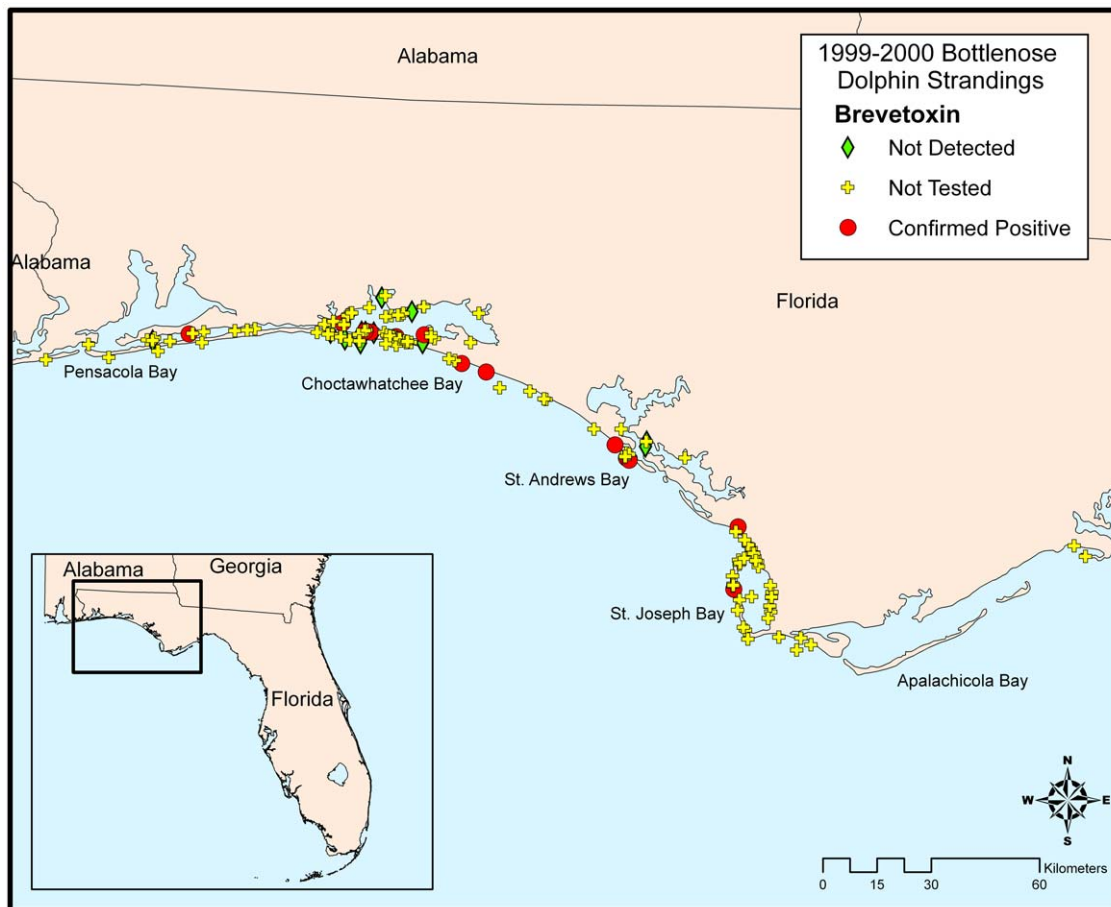 Alabama
1999-2000 Bottlenose
Dolphin Strandings
Brevetoxin
Not Detected
Not Tested
Confirmed Positive
Alabama
Florida
Pensacola Bay
Choctawhatchee Bay
St. Andrews Bay
St. Joseph Bay
Apalachicola Bay
Alabama
Georgia
Florida
N
W
E
S
Kilometers
0
15
30
60